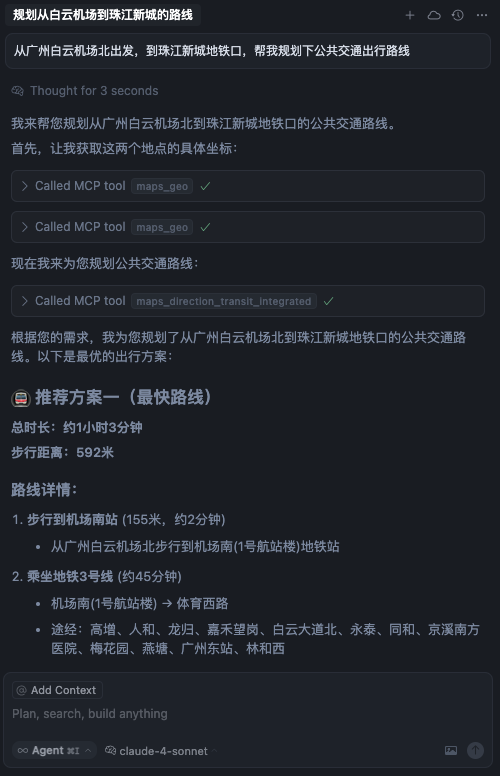 规划从白云机场到珠江新城的路线
从广州白云机场北出发，到珠江新城地铁口，帮我规划下公共交通出行路线
Thought for 3 seconds
我来帮您规划从广州白云机场北到珠江新城地铁口的公共交通路线。
首先，让我获取这两个地点的具体坐标：
Called MCP tool maps_geo
Called MCP tool maps_geo
现在我来为您规划公共交通路线：
Called MCP tool maps_direction_transit_integrated
根据您的需求，我为您规划了从广州白云机场北到珠江新城地铁口的公共交通路
线。以下是最优的出行方案：
推荐方案一（最快路线）
总时长：约1小时3分钟
步行距离：592米
路线详情：
1. 步行到机场南站 (155米，约2分钟)
• 从广州白云机场北步行到机场南(1号航站楼)地铁站
2. 乘坐地铁3号线 (约45分钟)
• 机场南(1号航站楼) → 体育西路
• 途经：高增、人和、龙归、嘉禾望岗、白云大道北、永泰、同和、京溪南方
医院、梅花园、燕塘、广州东站、林和西
@ Add Context
Plan, search, build anything
∞ Agent ⌘I
claude-4-sonnet